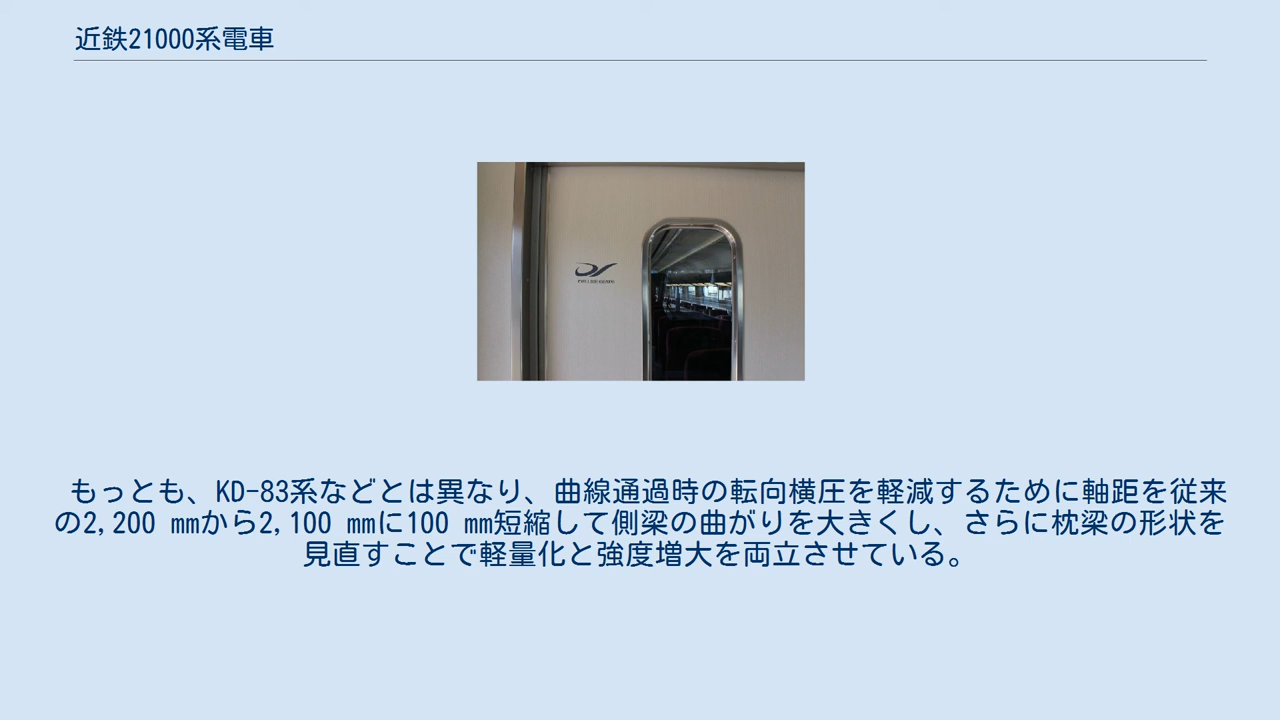 近鉄21000系電車
もっとも、KD-83系などとは異なり、曲線通過時の転向横圧を軽減するために軸距を従来
の2,200 mmから2,100 mmに100 mm短縮して側梁の曲がりを大きくし、さらに枕梁の形状を
見直すことで軽量化と強度増大を両立させている。